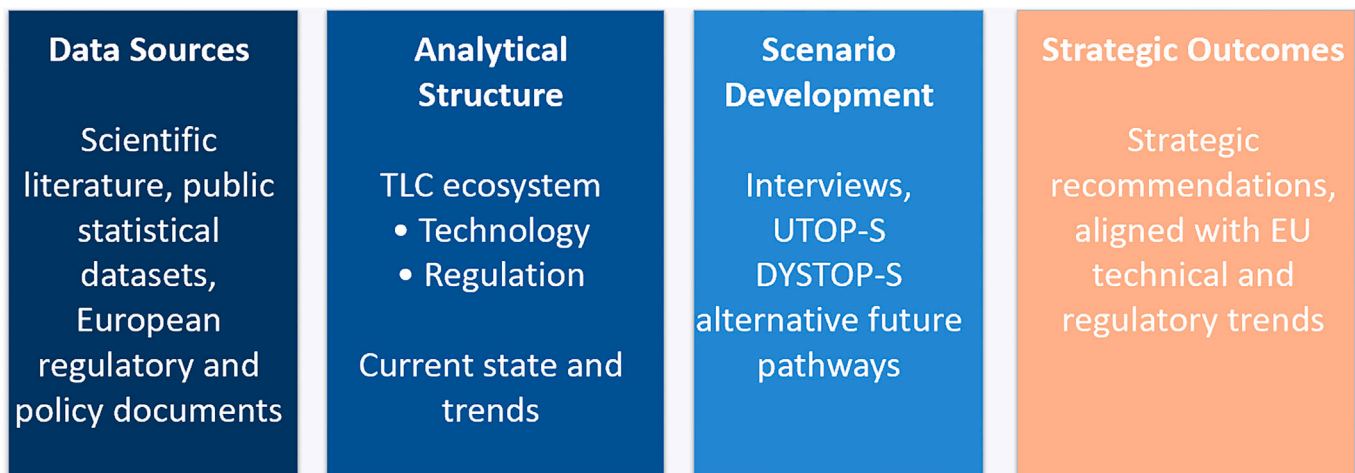 Data Sources
Scientific
literature, public
statistical
datasets,
European
regulatory and
policy documents
Analytical
Structure
TLC ecosystem
• Technology
• Regulation
Current state and
trends
Scenario
Development
Interviews,
UTOP-S
DYSTOP-S
alternative future
pathways
Strategic Outcomes
Strategic
recommendations,
aligned with EU
technical and
regulatory trends